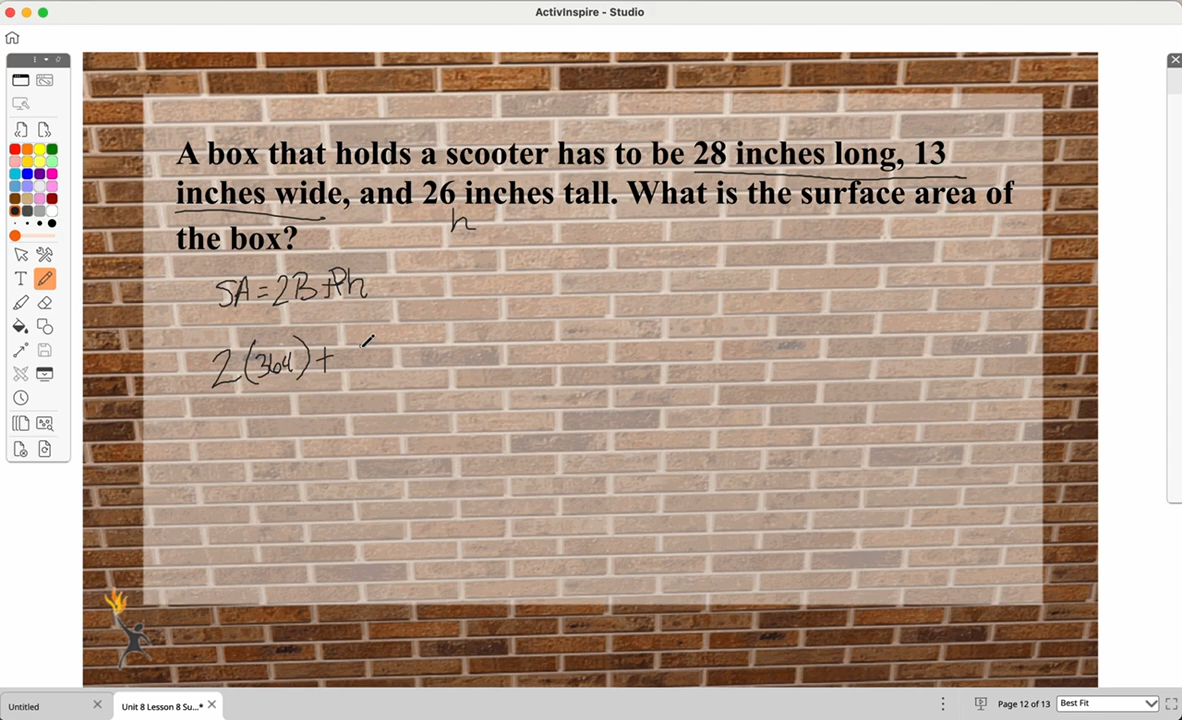 ActivInspire - Studio
A box that holds a scooter has to be 28 inches long, 13
inches wide, and 26 inches tall. What is the surface area of
h
the box?
SA=2B+Ph
2(364)+
T
Untitled
Unit 8 Lesson 8 Su...*
Page 12 of 13
Best Fit